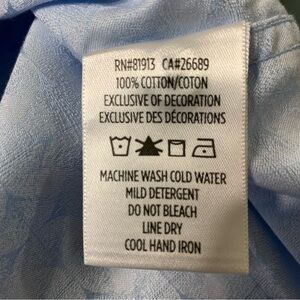 RN#81913 CA#26689
100% COTTON/COTON
EXCLUSIVE OF DECORATION
EXCLUSIVE DES DÉCORATIONS
MACHINE WASH COLD WATER
MILD DETERGENT
DO NOT BLEACH
LINE DRY
COOL HAND IRON